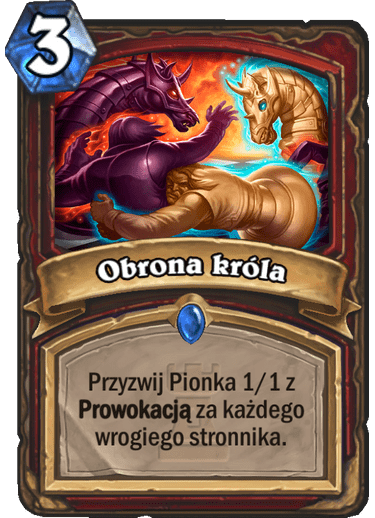 3
Obrona króla
Przyzwij Pionka 1/1 z
Prowokacją za każdego
wrogiego stronnika.